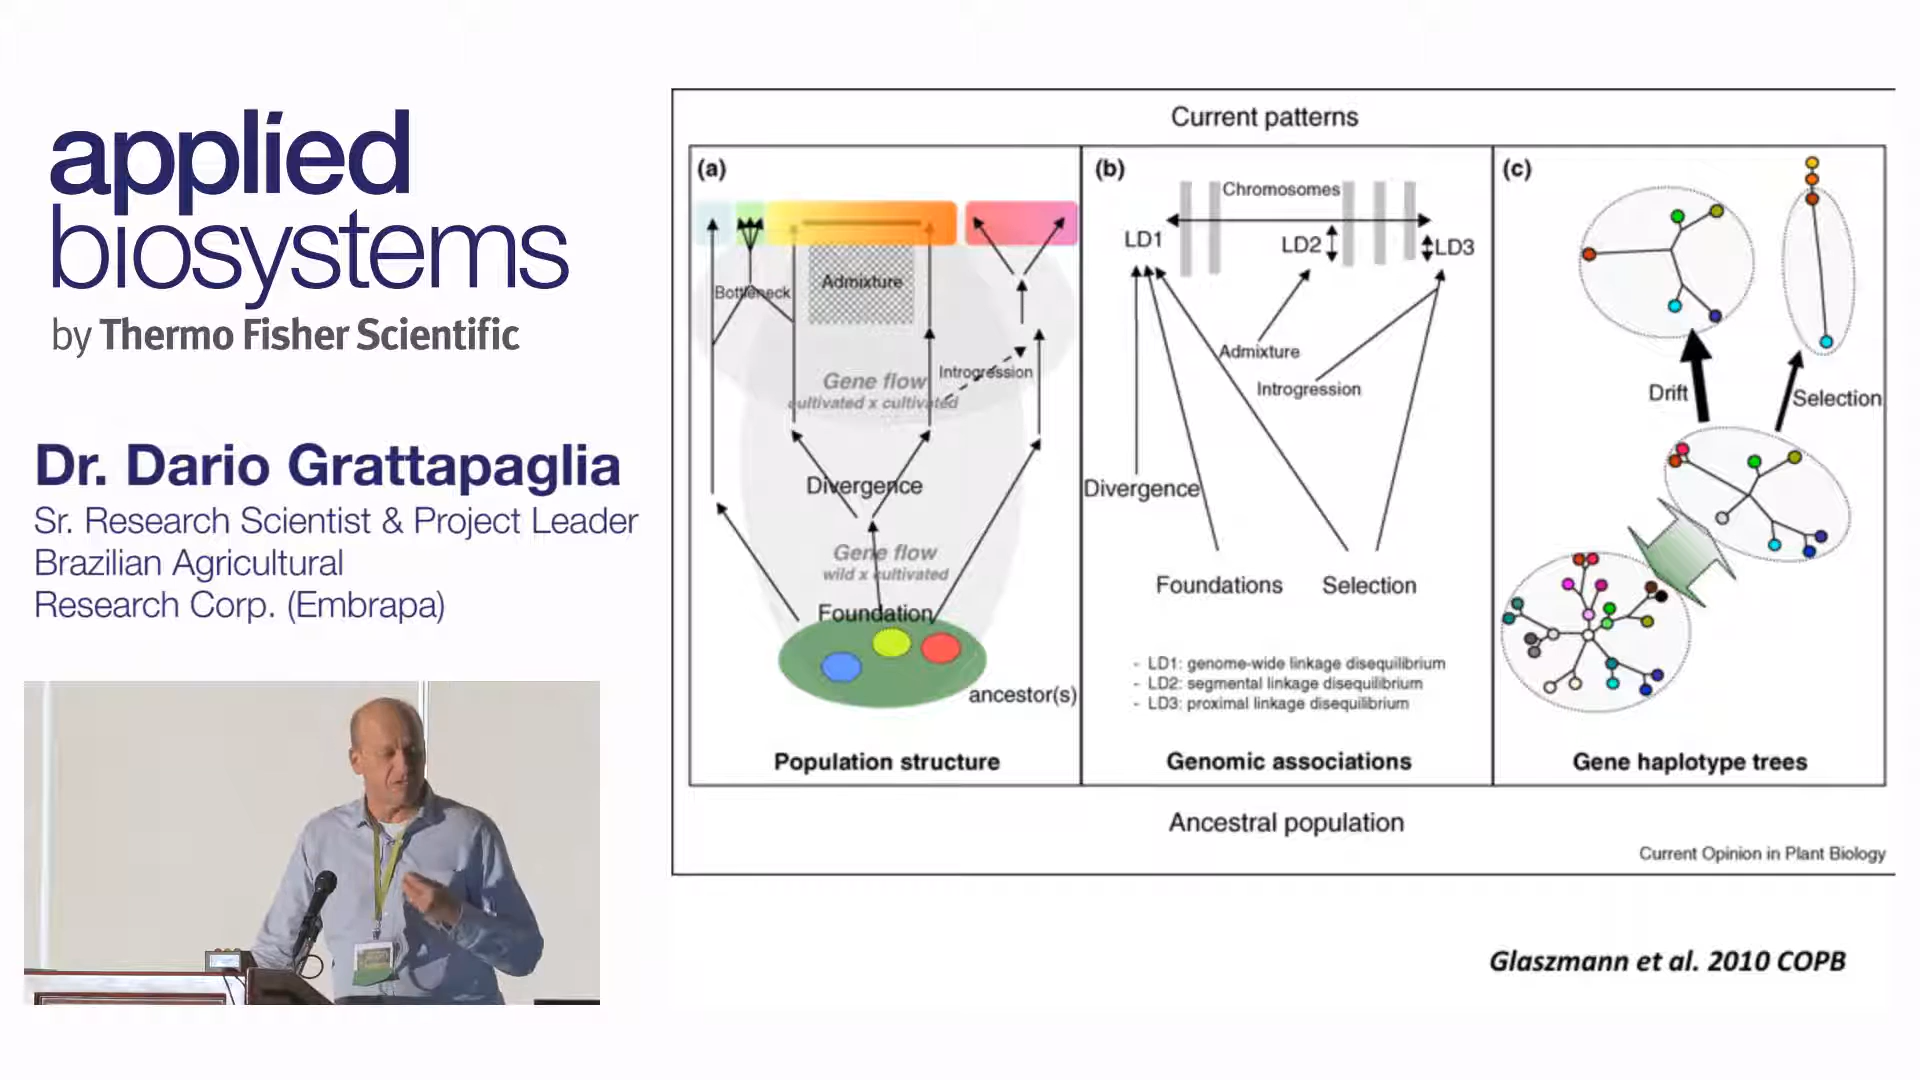 applied
biosystems
by Thermo Fisher Scientific
Dr. Dario Grattapaglia
Sr. Research Scientist & Project Leader
Brazilian Agricultural
Research Corp. (Embrapa)
Current patterns
(a)
Bottleneck
Admixture
Gene flow
cultivated x cultivated
Introgression
Divergence
Gene flow
wild x cultivated
Foundation
ancestor(s)
Population structure
(b)
Chromosomes
LD1
LD2
LD3
Admixture
Introgression
Divergence
Foundations
Selection
- LD1: genome-wide linkage disequilibrium
- LD2: segmental linkage disequilibrium
- LD3: proximal linkage disequilibrium
Genomic associations
(c)
Drift
Selection
Gene haplotype trees
Ancestral population
Current Opinion in Plant Biology
Glaszmann et al. 2010 COPB